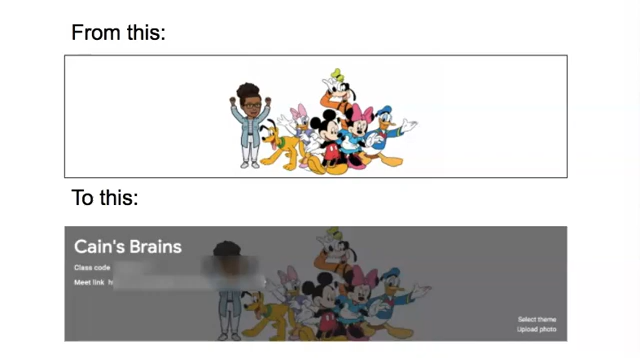 From this:
To this:
Cain's Brains
Class code
Meet link
Select theme
Upload photo